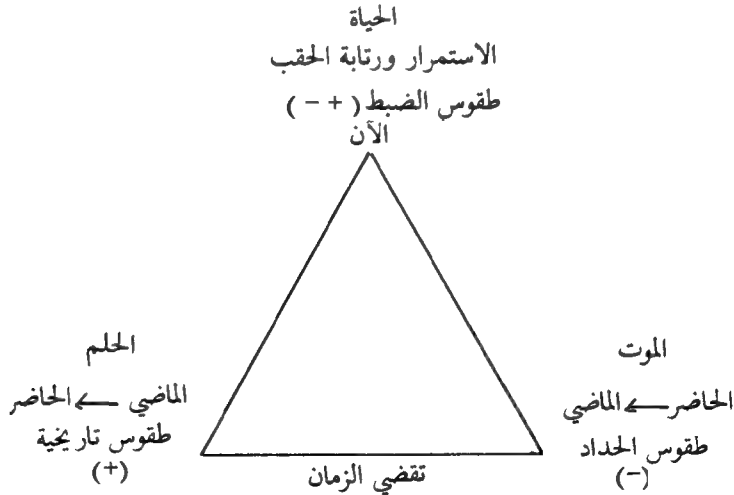 الحياة
الاستمرار ورتابة الحقب
طقوس الضبط ( + - )
الآن
الموت
الحاضر ← الماضي
طقوس الحداد
(-)
الحلم
الماضي ← الحاضر
طقوس تاريخية
(+)
تقضي الزمان